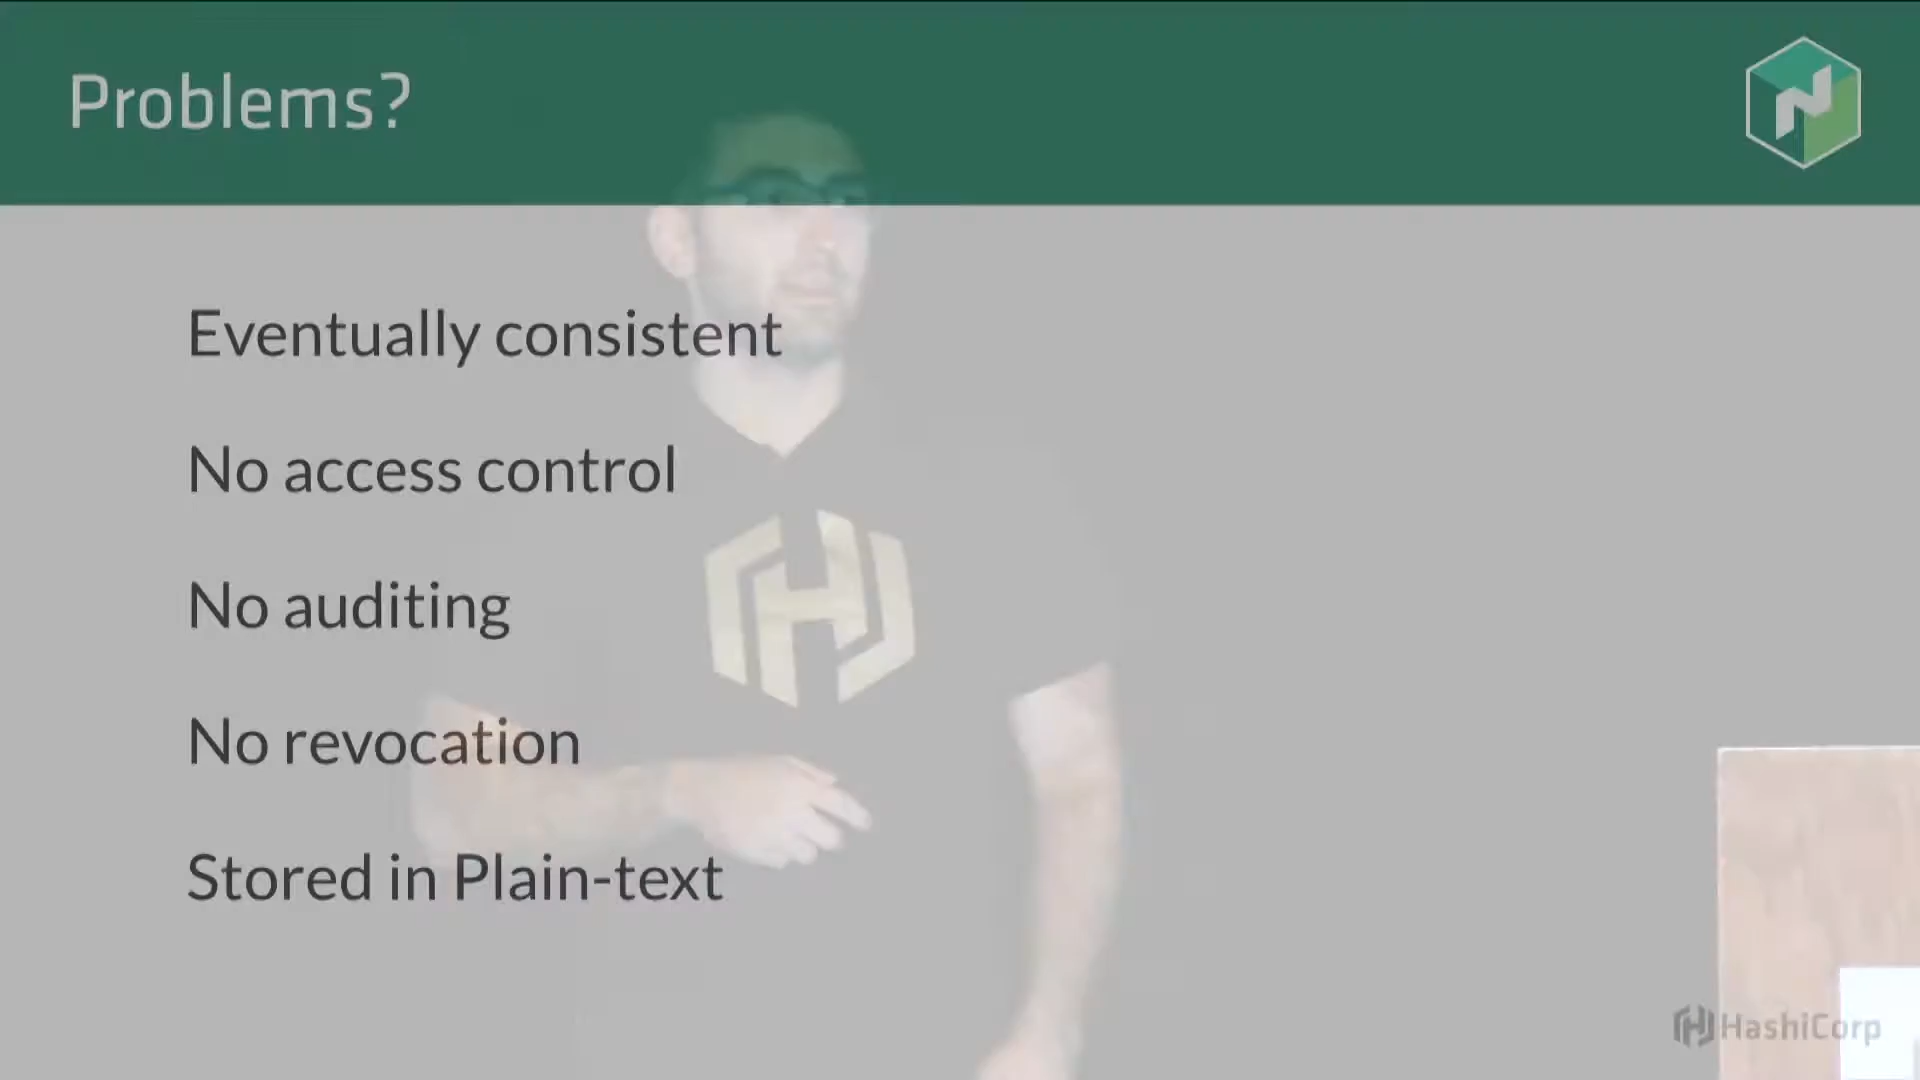 Problems?
Eventually consistent
No access control
No auditing
No revocation
Stored in Plain-text
HashiCorp